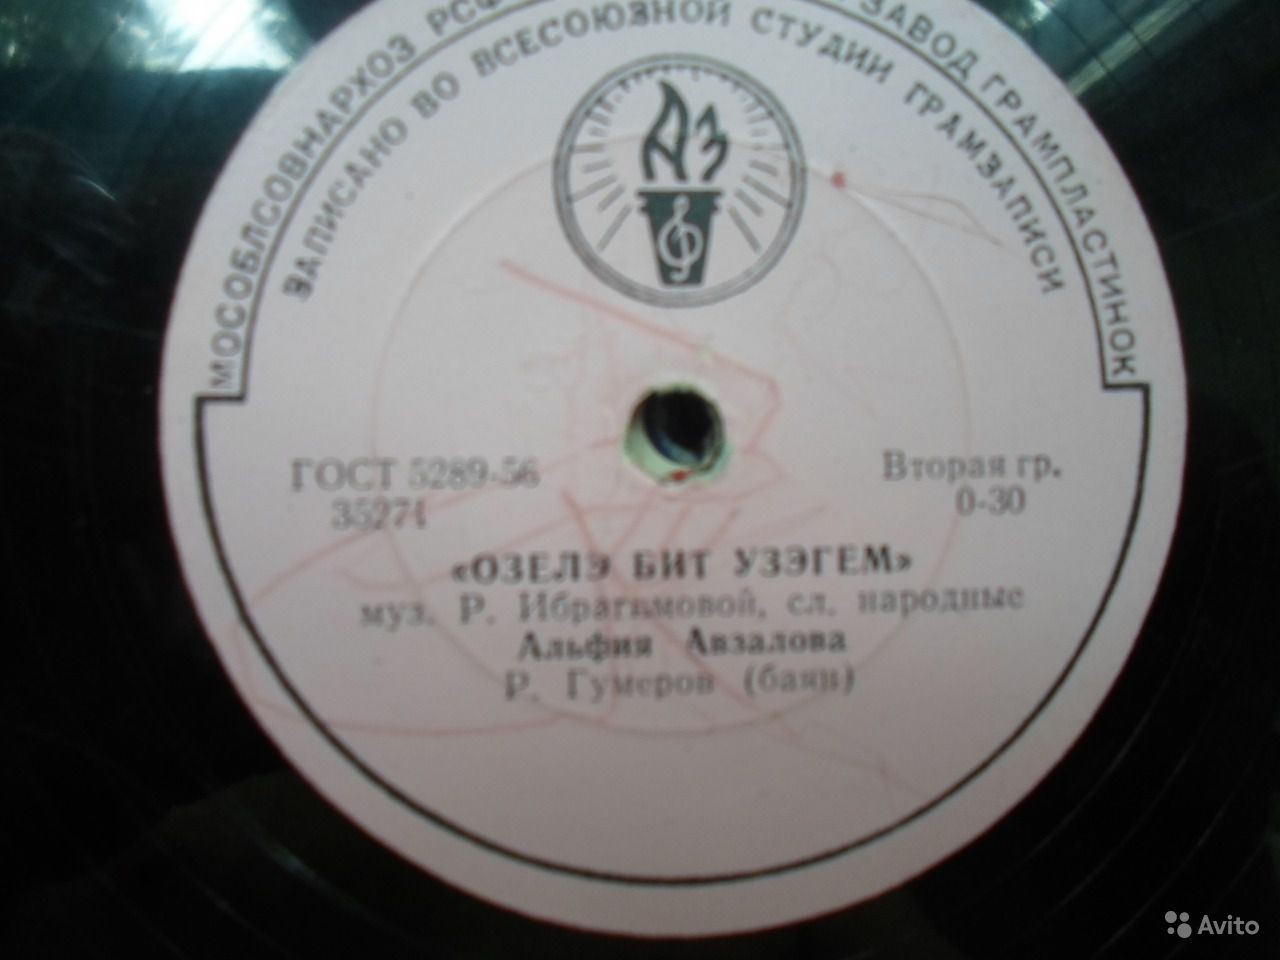 МОСОБЛСОВНАРХОЗ ЗАВОД ГРАМПЛАСТИНОК
ЗАПИСАНО ВО ВСЕСОЮЗНОЙ СТУДИИ ГРАМЗАПИСИ
АЗ
ГОСТ 5289-56
35271
Вторая гр.
0-30
«ОЗЕЛЭ БИТ УЗЭГЕМ»
муз. Р. Ибрагимовой, сл. народные
Альфия Авзалова
Р. Гумеров (баян)
Avito